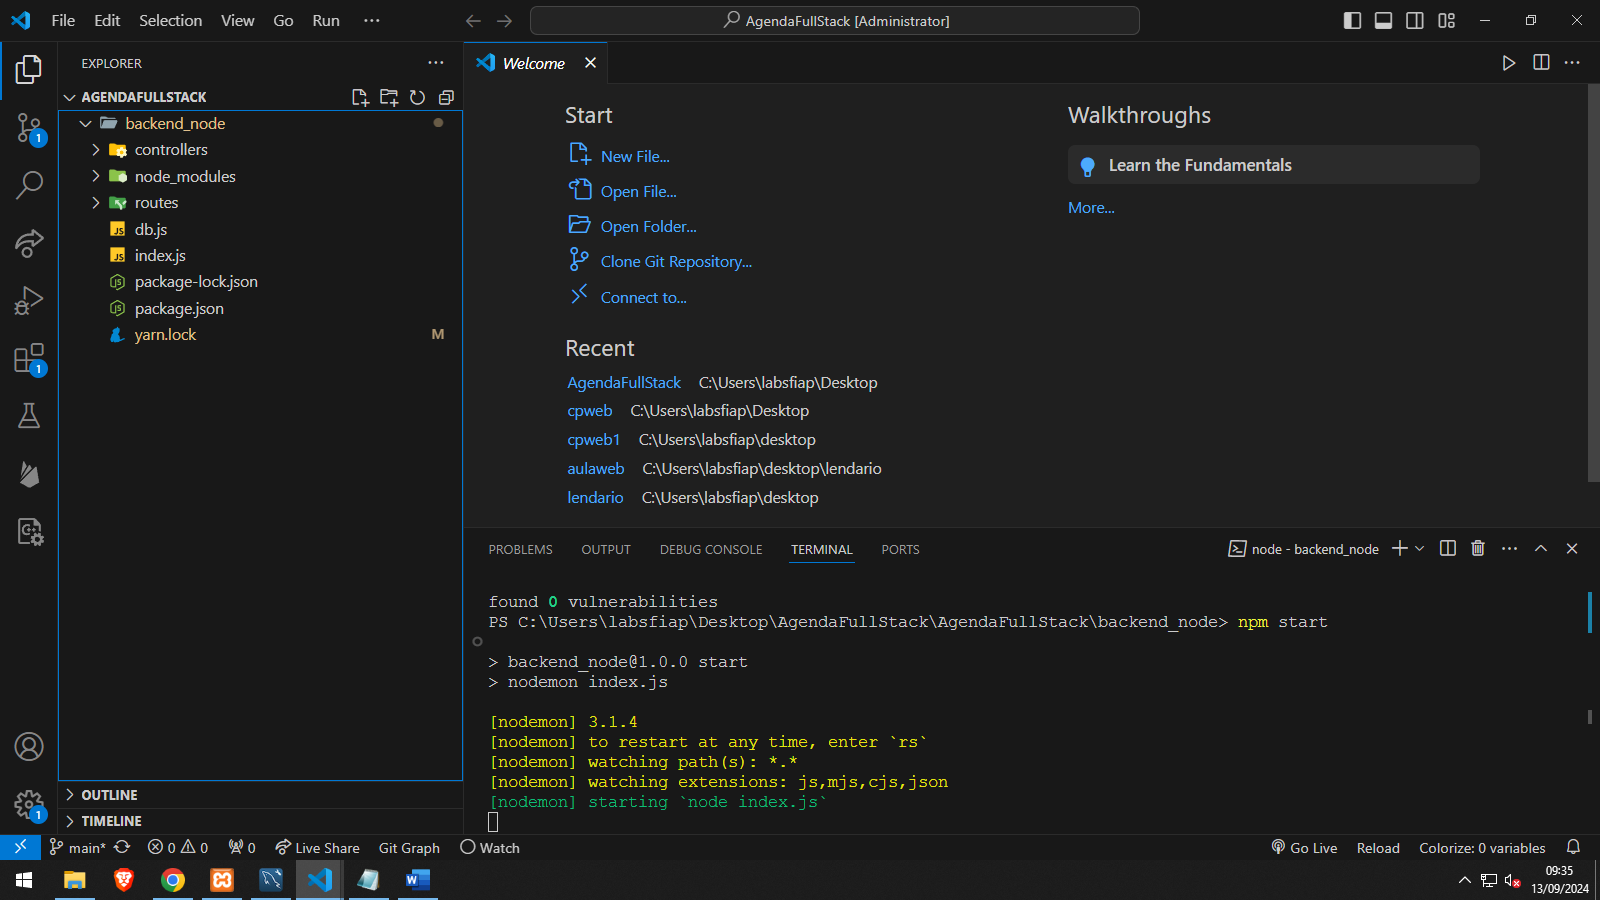 File Edit Selection View Go Run ···
AgendaFullStack [Administrator]
EXPLORER
Welcome
AGENDAFULLSTACK
backend_node
controllers
node_modules
routes
JS db.js
JS index.js
package-lock.json
package.json
yarn.lock M
OUTLINE
TIMELINE
1
1
1
Start
New File...
Open File...
Open Folder...
Clone Git Repository...
Connect to...
Recent
AgendaFullStack C:\Users\labsfiap\Desktop
cpweb C:\Users\labsfiap\Desktop
cpweb1 C:\Users\labsfiap\desktop
aulaweb C:\Users\labsfiap\desktop\lendario
lendario C:\Users\labsfiap\desktop
Walkthroughs
Learn the Fundamentals
More...
PROBLEMS OUTPUT DEBUG CONSOLE TERMINAL PORTS
node - backend_node
found 0 vulnerabilities
PS C:\Users\labsfiap\Desktop\AgendaFullStack\AgendaFullStack\backend_node> npm start
> backend_node@1.0.0 start
> nodemon index.js
[nodemon] 3.1.4
[nodemon] to restart at any time, enter `rs`
[nodemon] watching path(s): *.*
[nodemon] watching extensions: js,mjs,cjs,json
[nodemon] starting `node index.js`
main* 0 0 0 Live Share Git Graph Watch
Go Live Reload Colorize: 0 variables
09:35
13/09/2024